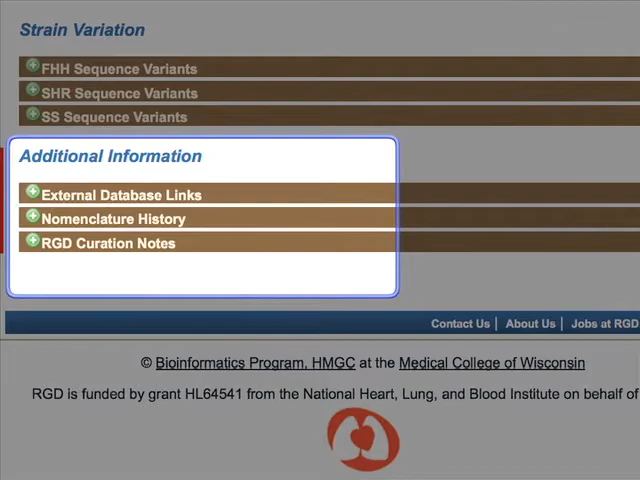 Strain Variation
FHH Sequence Variants
SHR Sequence Variants
SS Sequence Variants
Additional Information
External Database Links
Nomenclature History
RGD Curation Notes
Contact Us | About Us | Jobs at RGD
© Bioinformatics Program, HMGC at the Medical College of Wisconsin
RGD is funded by grant HL64541 from the National Heart, Lung, and Blood Institute on behalf of